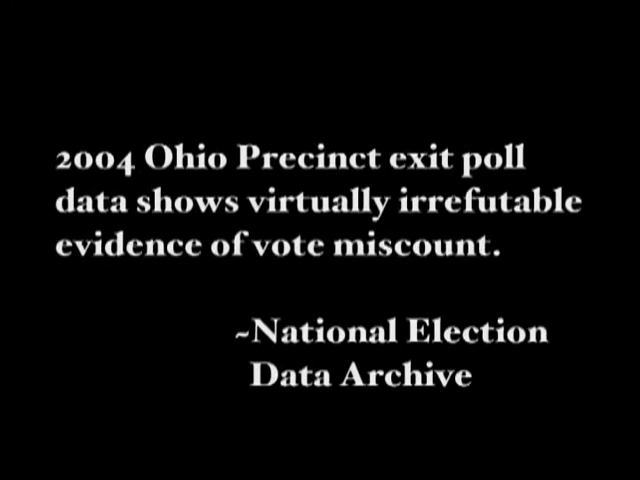 2004 Ohio Precinct exit poll
data shows virtually irrefutable
evidence of vote miscount.
~National Election
Data Archive